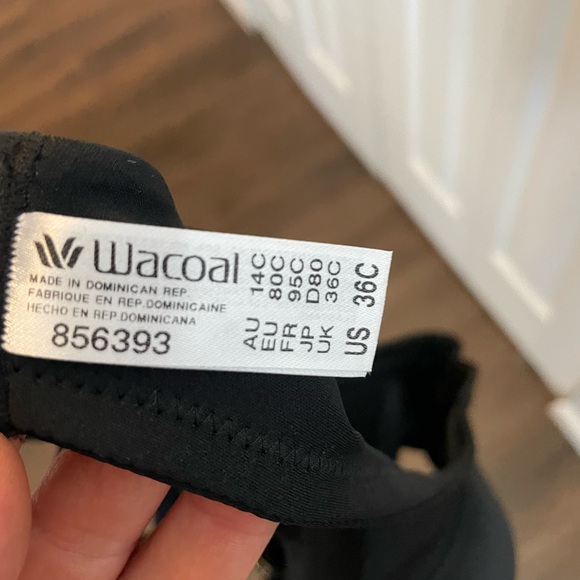 Wacoal
MADE IN DOMINICAN REP.
FABRIQUE EN REP.DOMINICAINE
HECHO EN REP.DOMINICANA
856393
AU 14C
EU 80C
FR 95C
JP D80
UK 36C
US 36C